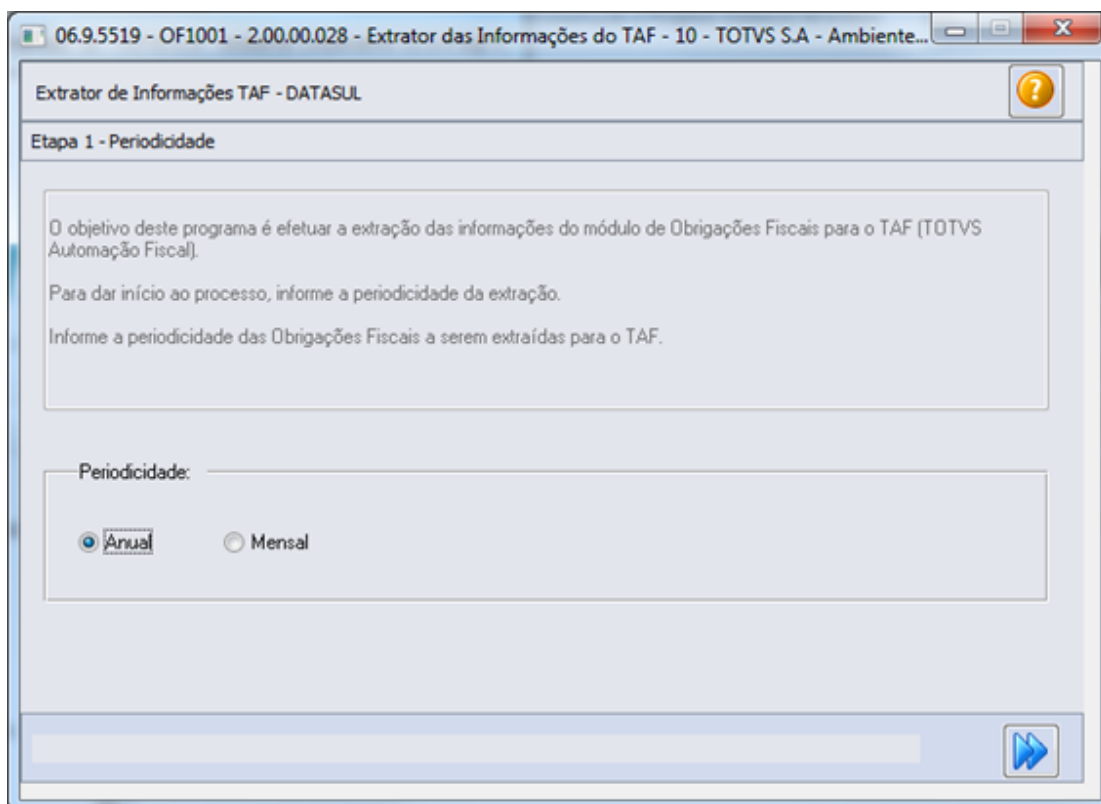 06.9.5519 - OF1001 - 2.00.00.028 - Extrator das Informações do TAF - 10 - TOTVS S.A - Ambiente...
Extrator de Informações TAF - DATASUL
Etapa 1 - Periodicidade
O objetivo deste programa é efetuar a extração das informações do módulo de Obrigações Fiscais para o TAF (TOTVS
Automação Fiscal).
Para dar início ao processo, informe a periodicidade da extração.
Informe a periodicidade das Obrigações Fiscais a serem extraídas para o TAF.
Periodicidade:
Anual Mensal